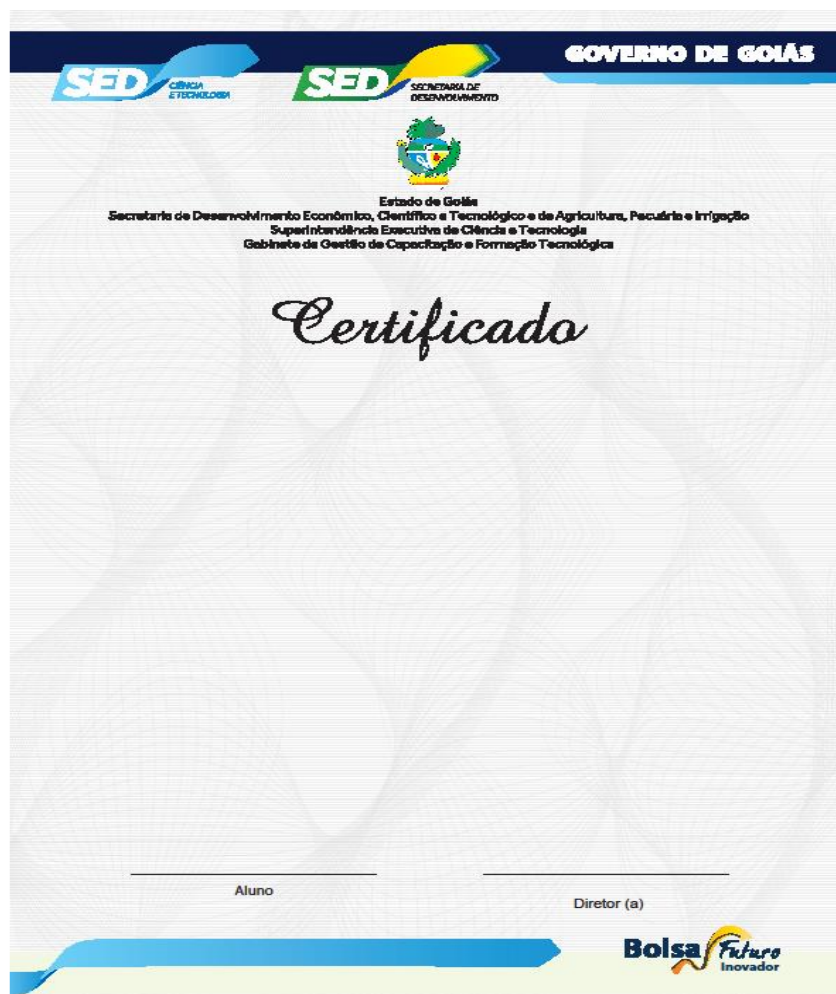 GOVERNO DE GOIÁS
SED CIÊNCIA
E TECNOLOGIA
SED SECRETARIA DE
DESENVOLVIMENTO
Estado de Goiás
Secretaria de Desenvolvimento Econômico, Científico e Tecnológico e de Agricultura, Pecuária e Irrigação
Superintendência Executiva de Ciência e Tecnologia
Gabinete de Gestão de Capacitação e Formação Tecnológica
Certificado
Aluno
Diretor (a)
Bolsa Futuro
Inovador